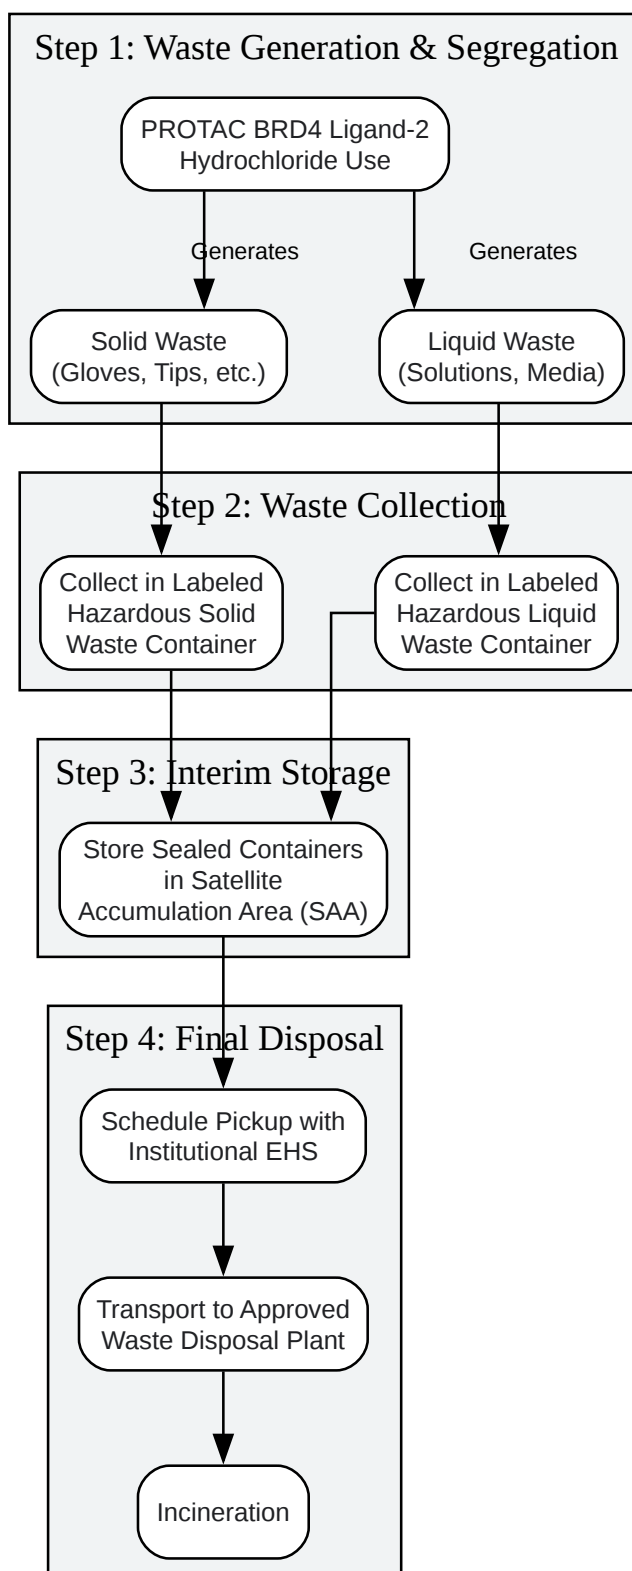 Step 1: Waste Generation & Segregation
PROTAC BRD4 Ligand-2
Hydrochloride Use
Generates
Generates
Solid Waste
(Gloves, Tips, etc.)
Liquid Waste
(Solutions, Media)
Step 2: Waste Collection
Collect in Labeled
Hazardous Solid
Waste Container
Collect in Labeled
Hazardous Liquid
Waste Container
Step 3: Interim Storage
Store Sealed Containers
in Satellite
Accumulation Area (SAA)
Step 4: Final Disposal
Schedule Pickup with
Institutional EHS
Transport to Approved
Waste Disposal Plant
Incineration